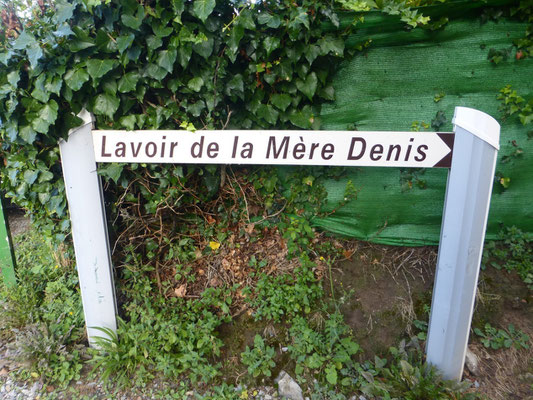 Lavoir de la Mère Denis